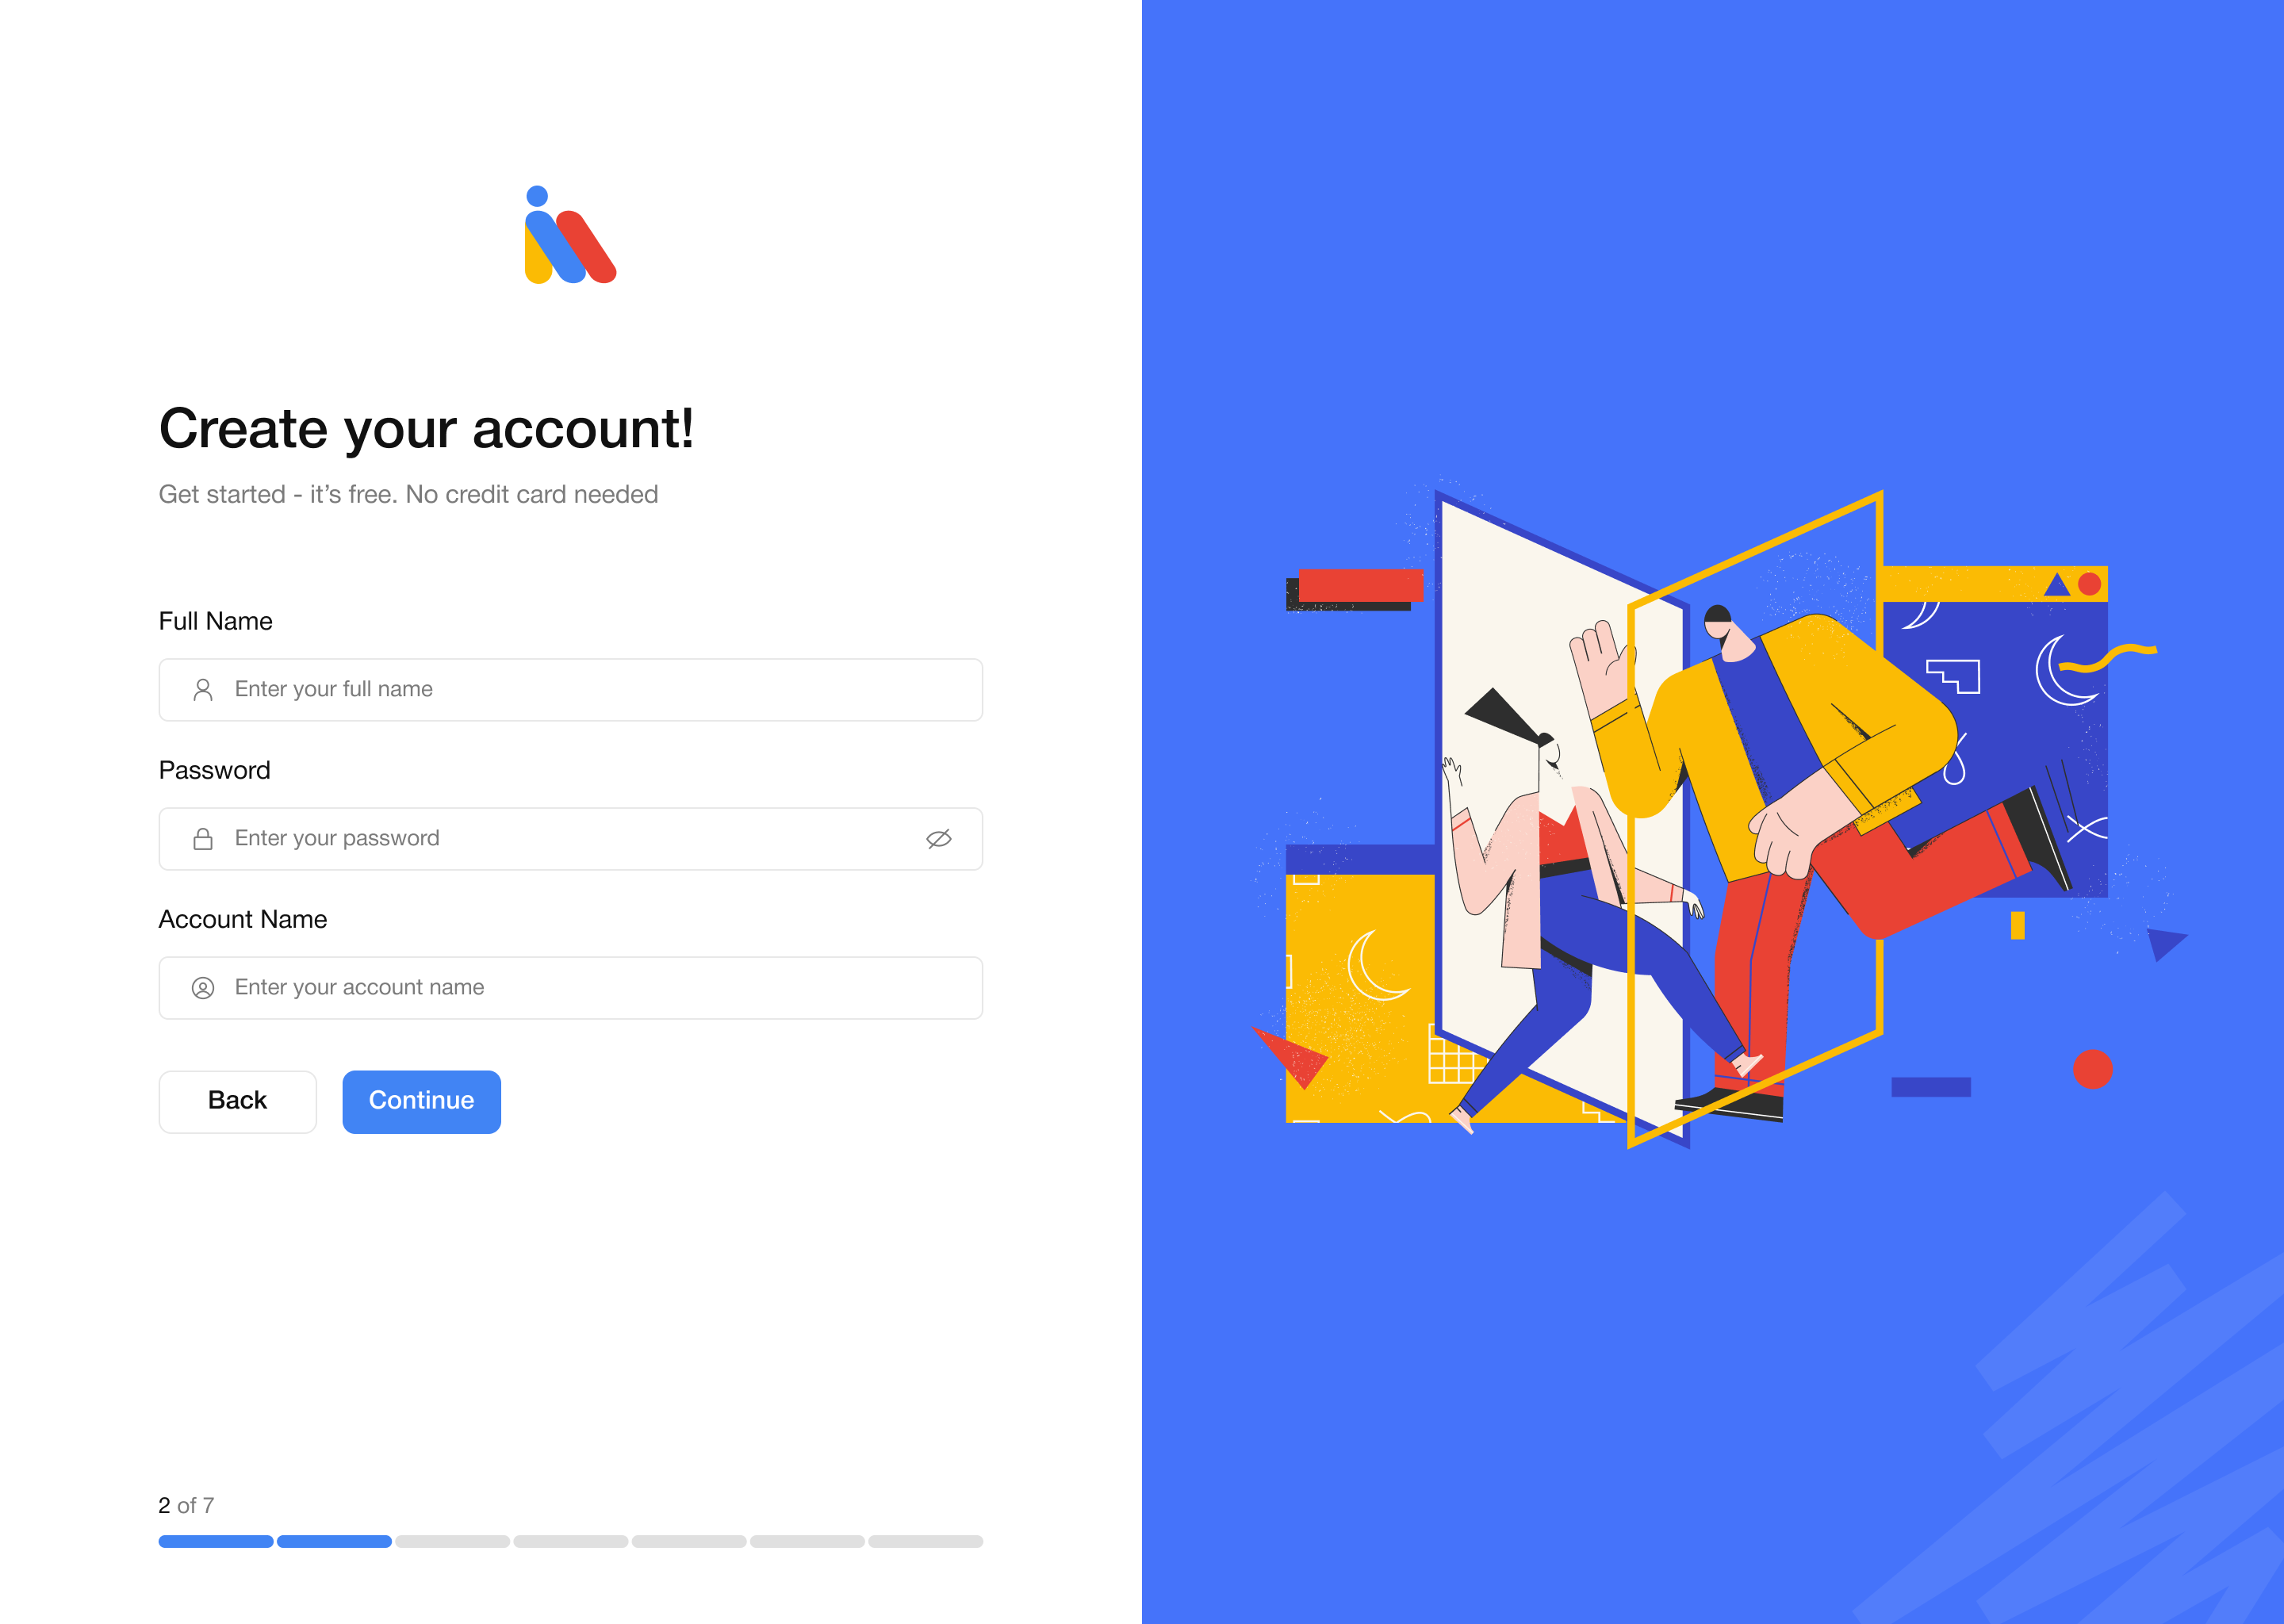 Create your account!
Get started - it’s free. No credit card needed
Full Name
Enter your full name
Password
Enter your password
Account Name
Enter your account name
Back
Continue
2 of 7